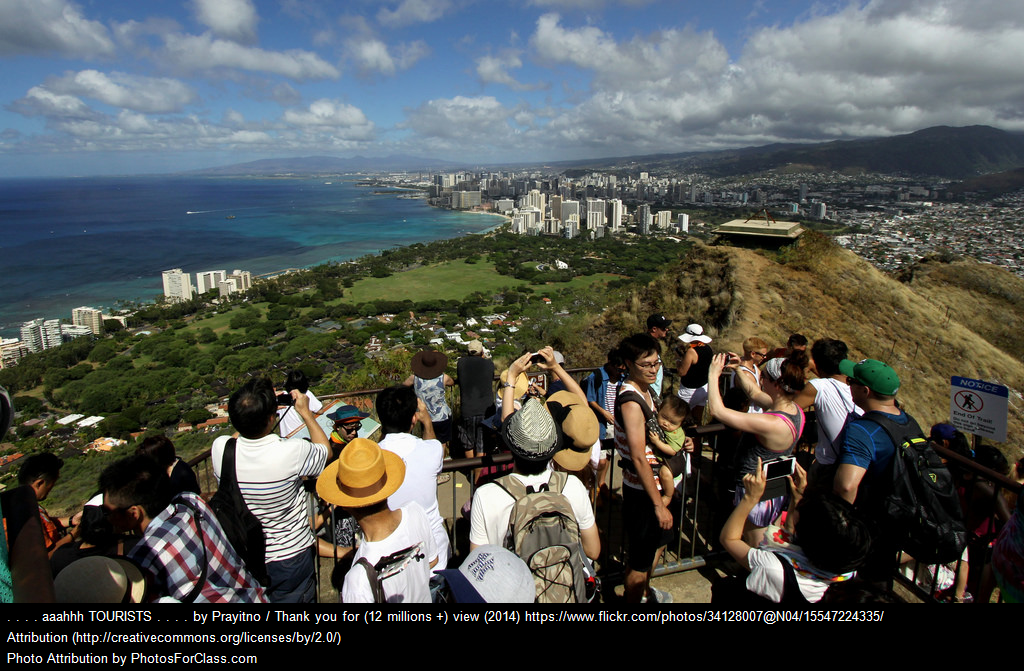 NOTICE
End Of Trail
. . . . aaahhh TOURISTS . . . . by Prayitno / Thank you for (12 millions +) view (2014) https://www.flickr.com/photos/34128007@N04/15547224335/
Attribution (http://creativecommons.org/licenses/by/2.0/)
Photo Attribution by PhotosForClass.com